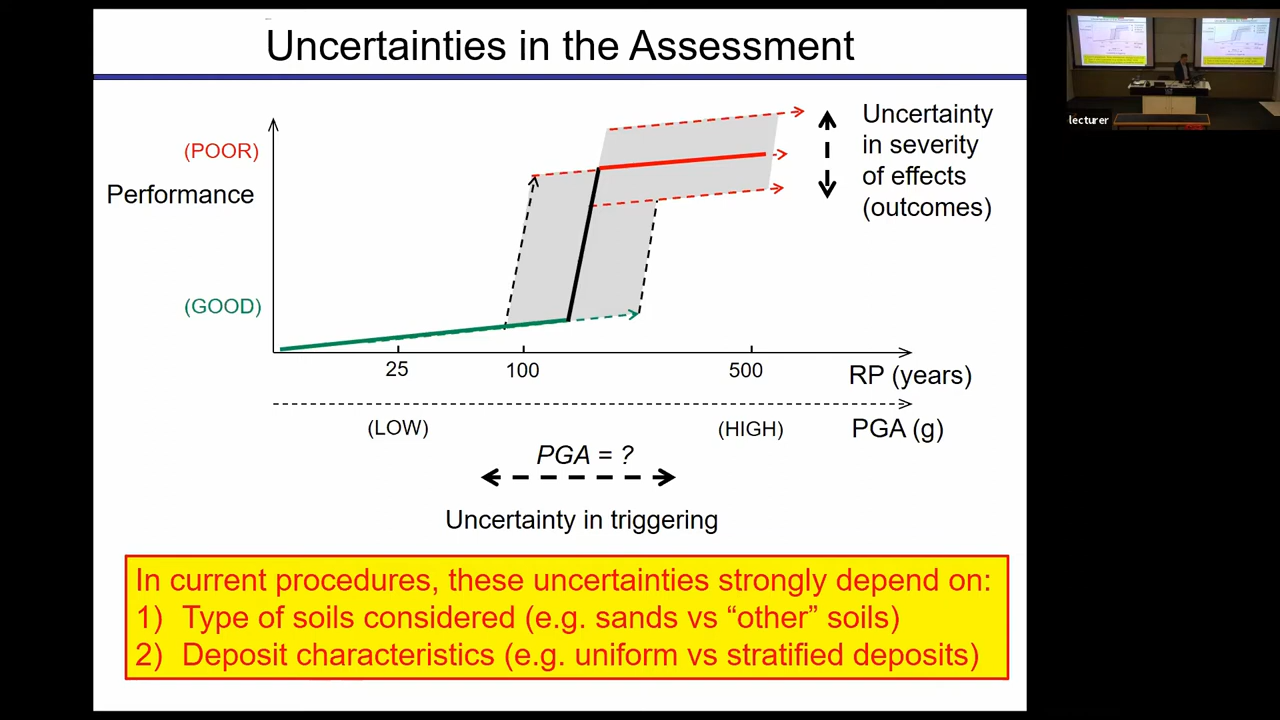 Uncertainties in the Assessment
(POOR)
Performance
(GOOD)
Uncertainty
in severity
of effects
(outcomes)
25
100
500
RP (years)
(LOW)
(HIGH)
PGA (g)
PGA = ?
Uncertainty in triggering
In current procedures, these uncertainties strongly depend on:
1) Type of soils considered (e.g. sands vs “other” soils)
2) Deposit characteristics (e.g. uniform vs stratified deposits)
lecturer